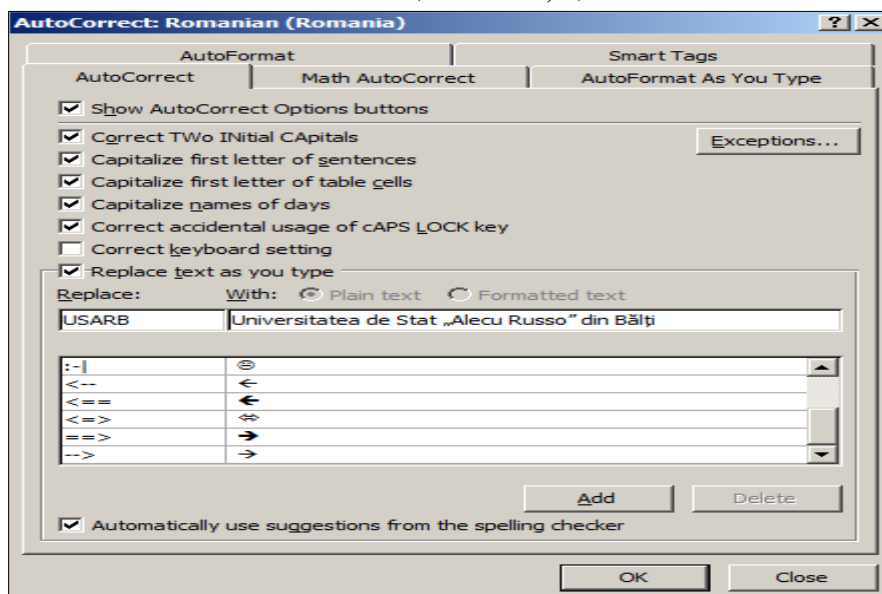 AutoCorrect: Romanian (Romania)
AutoFormat Smart Tags
AutoCorrect Math AutoCorrect AutoFormat As You Type
Show AutoCorrect Options buttons
Correct TWo INitial CApitals Exceptions...
Capitalize first letter of sentences
Capitalize first letter of table cells
Capitalize names of days
Correct accidental usage of cAPS LOCK key
Correct keyboard setting
Replace text as you type
Replace: With: Plain text Formatted text
USARB Universitatea de Stat „Alecu Russo” din Bălți
:-| 😐
<-- ←
<== 🡸
<=> ⇔
==> 🡺
--> →
Add Delete
Automatically use suggestions from the spelling checker
OK Close